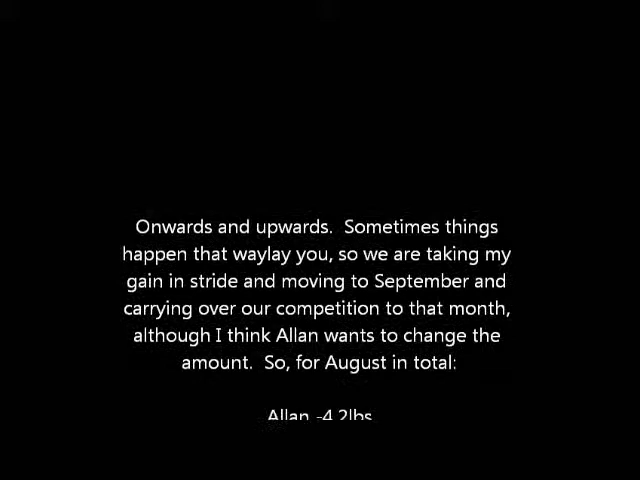 Onwards and upwards.  Sometimes things
happen that waylay you, so we are taking my
gain in stride and moving to September and
carrying over our competition to that month,
although I think Allan wants to change the
amount.  So, for August in total:
Allan -4.2lbs